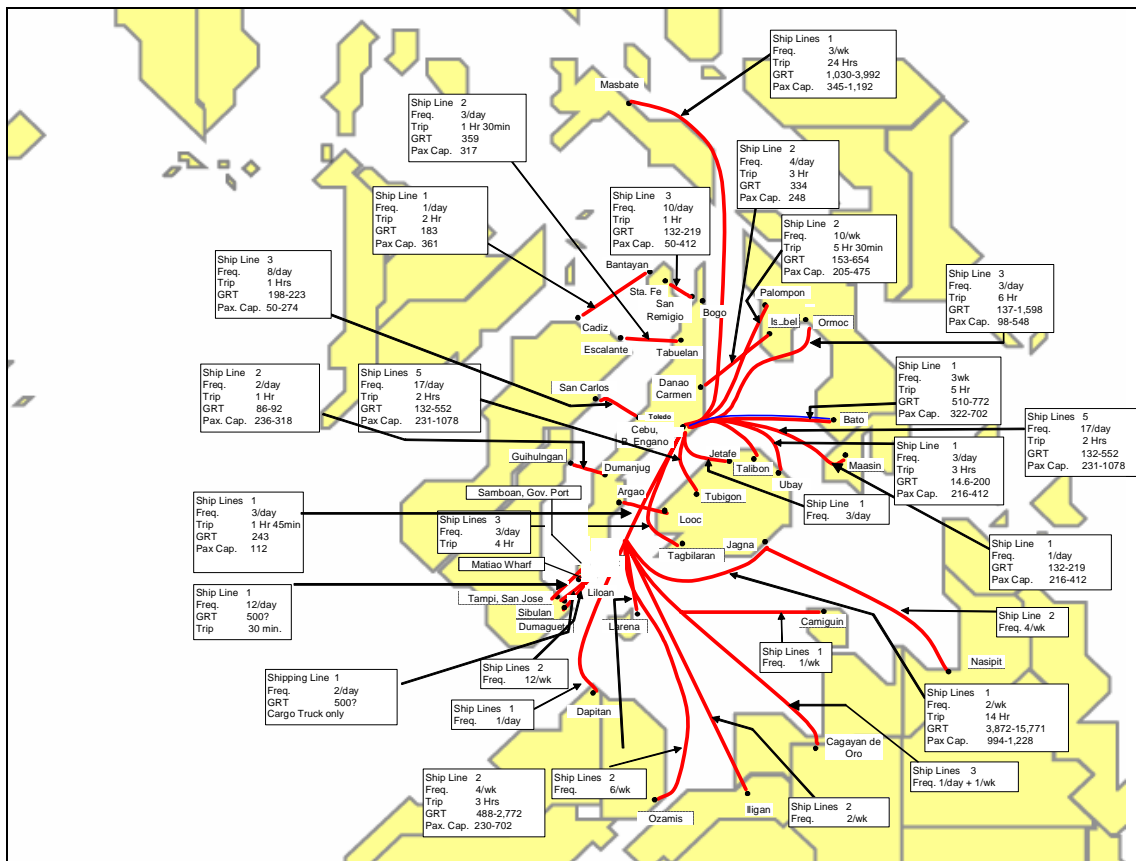 Ship Lines 1
Freq. 3/wk
Trip 24 Hrs
GRT 1,030-3,992
Pax Cap. 345-1,192
Masbate
Ship Line 2
Freq. 3/day
Trip 1 Hr 30min
GRT 359
Pax Cap. 317
Ship Line 2
Freq. 4/day
Trip 3 Hr
GRT 334
Pax Cap. 248
Ship Line 1
Freq. 1/day
Trip 2 Hr
GRT 183
Pax Cap. 361
Ship Line 3
Freq. 10/day
Trip 1 Hr
GRT 132-219
Pax Cap. 50-412
Ship Line 2
Freq. 10/wk
Trip 5 Hr 30min
GRT 153-654
Pax Cap. 205-475
Ship Line 3
Freq. 8/day
Trip 1 Hrs
GRT 198-223
Pax. Cap. 50-274
Ship Line 3
Freq. 3/day
Trip 6 Hr
GRT 137-1,598
Pax Cap. 98-548
Bantayan
Sta. Fe
San
Remigio
Bogo
Palompon
Ormoc
Cadiz
Escalante
Tabuelan
Ship Line 2
Freq. 2/day
Trip 1 Hr
GRT 86-92
Pax Cap. 236-318
Ship Lines 5
Freq. 17/day
Trip 2 Hrs
GRT 132-552
Pax Cap. 231-1078
San Carlos
Danao
Carmen
Ship Line 1
Freq. 3wk
Trip 5 Hr
GRT 510-772
Pax Cap. 322-702
Toledo
Cebu,
B. Engano
Bato
Ship Lines 5
Freq. 17/day
Trip 2 Hrs
GRT 132-552
Pax Cap. 231-1078
Guihulngan
Dumanjug
Jetafe
Talibon
Ubay
Maasin
Ship Line 1
Freq. 3/day
Trip 3 Hrs
GRT 14.6-200
Pax Cap. 216-412
Samboan, Gov. Port
Argao
Tubigon
Ship Lines 1
Freq. 3/day
Ship Lines 1
Freq. 3/day
Trip 1 Hr 45min
GRT 243
Pax Cap. 112
Ship Lines 3
Freq. 3/day
Trip 4 Hr
Looc
Tagbilaran
Jagna
Ship Line 1
Freq. 1/day
GRT 132-219
Pax Cap. 216-412
Matiao Wharf
Ship Line 1
Freq. 12/day
GRT 500?
Trip 30 min.
Tampi, San Jose
Liloan
Sibulan
Larena
Camiguin
Ship Line 2
Freq. 4/wk
Ship Lines 1
Freq. 1/wk
Nasipit
Shipping Line 1
Freq. 2/day
GRT 500?
Cargo Truck only
Ship Lines 2
Freq. 12/wk
Ship Lines 1
Freq. 1/day
Dapitan
Ship Lines 1
Freq. 2/wk
Trip 14 Hr
GRT 3,872-15,771
Pax Cap. 994-1,228
Cagayan de
Oro
Ship Line 2
Freq. 4/wk
Trip 3 Hrs
GRT 488-2,772
Pax. Cap. 230-702
Ship Lines 2
Freq. 6/wk
Ship Lines 3
Freq. 1/day + 1/wk
Ozamis
Iligan
Ship Lines 2
Freq. 2/wk